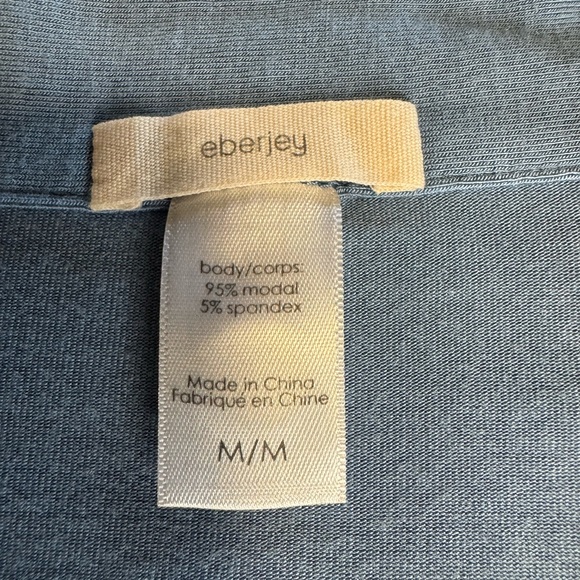 eberjey
body/corps:
95% modal
5% spandex
Made in China
Fabriqué en Chine
M/M